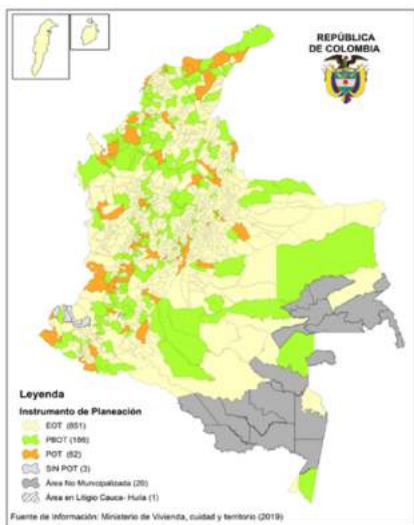 REPÚBLICA
DE COLOMBIA
Leyenda
Instrumento de Planeación
EOT (851)
PBOT (186)
POT (62)
SIN POT (3)
Área No Municipalizada (20)
Área en Litigio Cauca- Huila (1)
Fuente de Información: Ministerio de Vivienda, cuidad y territorio (2019)